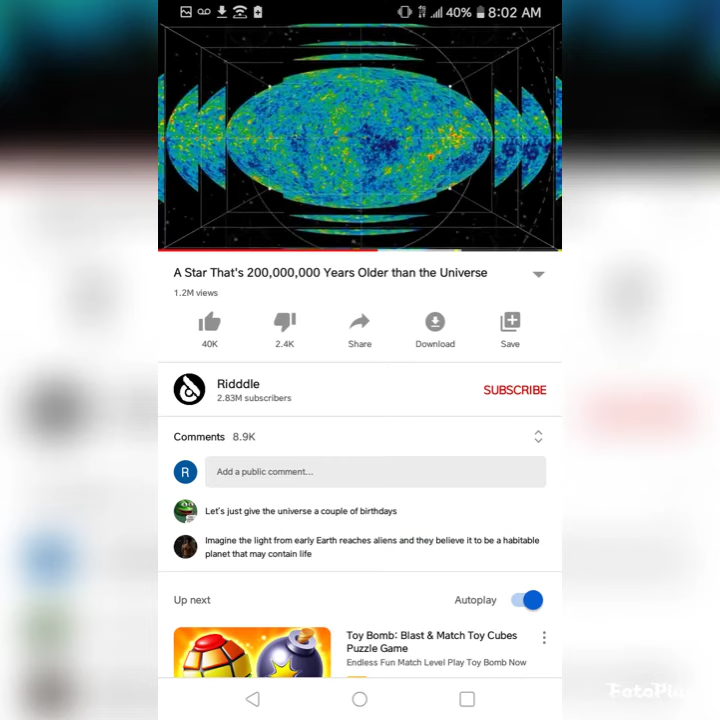 40% 8:02 AM
A Star That's 200,000,000 Years Older than the Universe
1.2M views
40K 2.4K Share Download Save
Ridddle
2.83M subscribers
SUBSCRIBE
Comments 8.9K
R Add a public comment...
Let's just give the universe a couple of birthdays
Imagine the light from early Earth reaches aliens and they believe it to be a habitable
planet that may contain life
Up next Autoplay
Toy Bomb: Blast & Match Toy Cubes
Puzzle Game
Endless Fun Match Level Play Toy Bomb Now